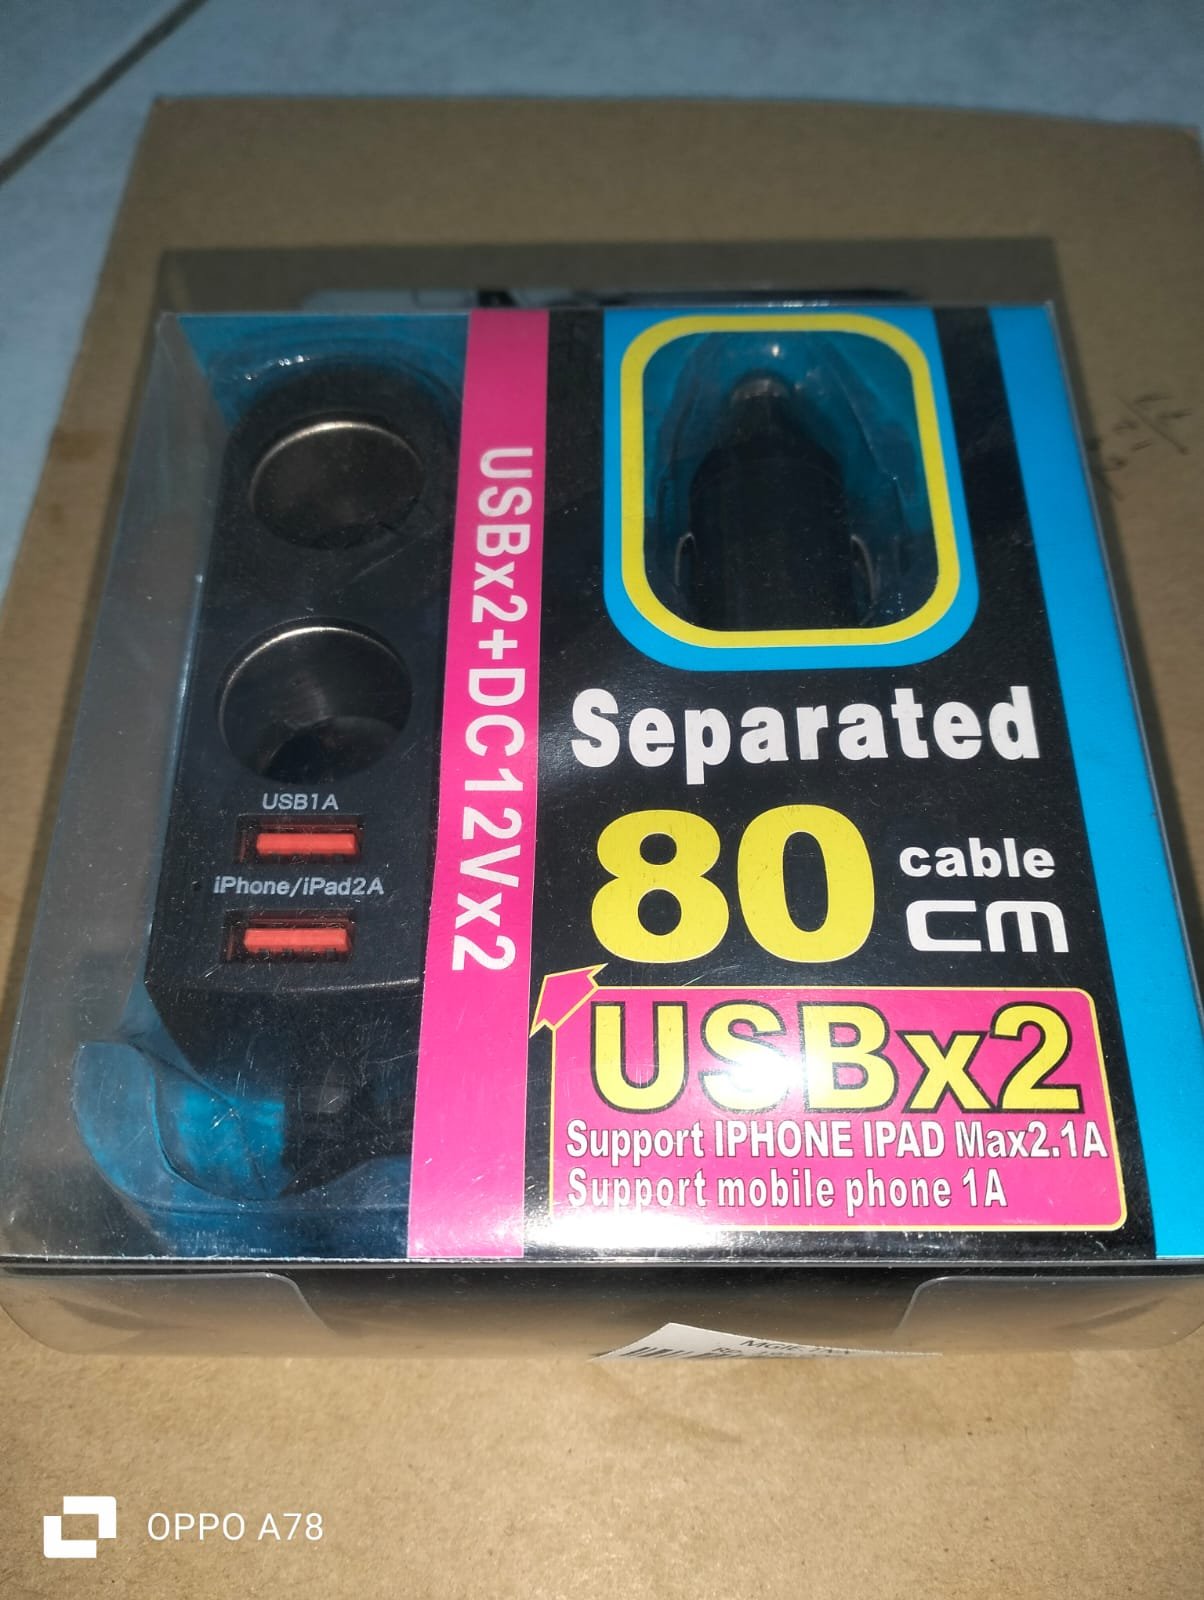 USB1A
iPhone/iPad2A
USBx2+DC12Vx2
Separated
80 cable
cm
USBx2
Support IPHONE IPAD Max2.1A
Support mobile phone 1A
OPPO A78